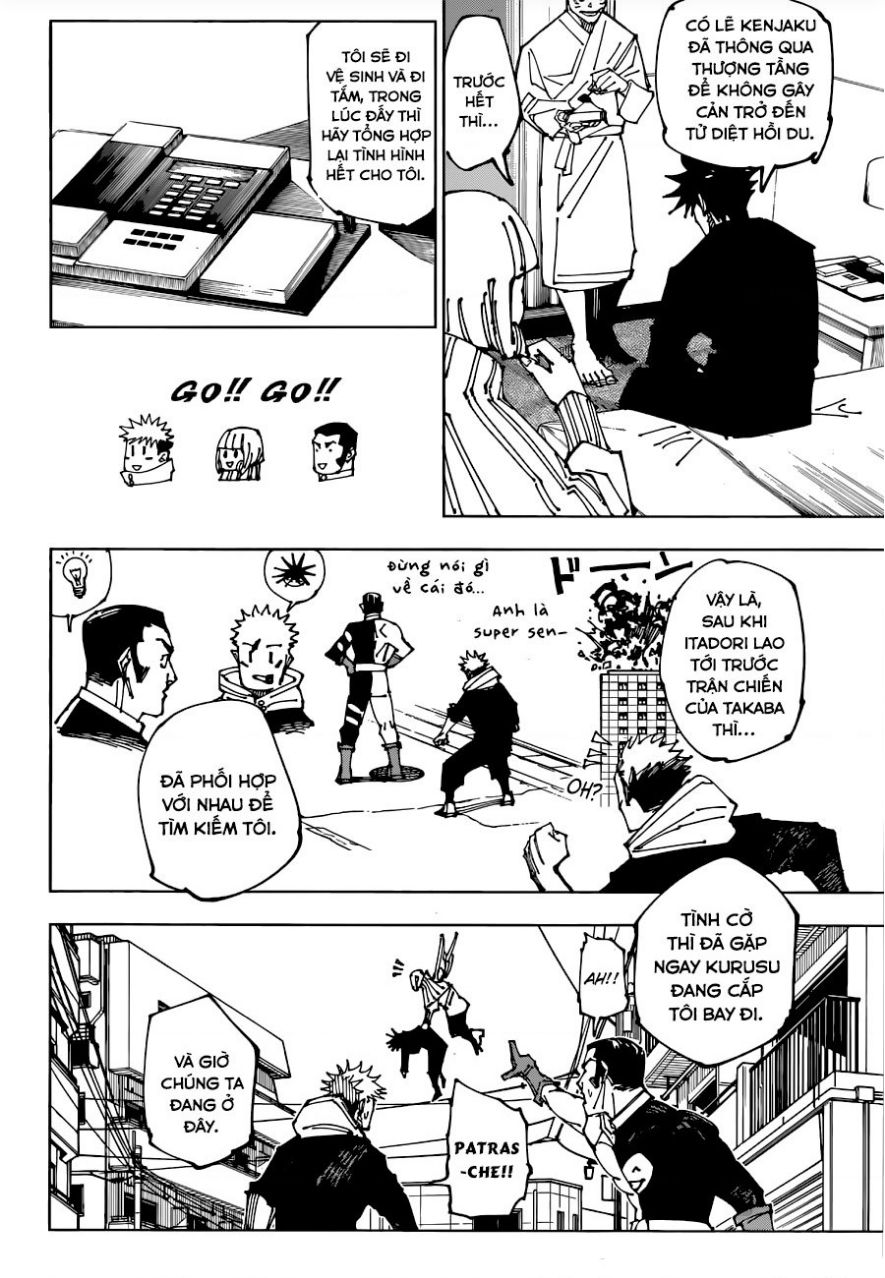 CÓ LẼ KENJAKU
ĐÃ THÔNG QUA
THƯỢNG TẦNG
ĐỂ KHÔNG GÂY
CẢN TRỞ ĐẾN
TỬ DIỆT HỒI DU.
TRƯỚC
HẾT
THÌ...
TÔI SẼ ĐI
VỆ SINH VÀ ĐI
TẮM, TRONG
LÚC ĐẤY THÌ
HÃY TỔNG HỢP
LẠI TÌNH HÌNH
HẾT CHO TÔI.
GO!! GO!!
VẬY LÀ,
SAU KHI
ITADORI LAO
TỚI TRƯỚC
TRẬN CHIẾN
CỦA TAKABA
THÌ...
ドーン
Đừng nói gì
về cái đó...
Anh là
super sen–
OH?
ĐÃ PHỐI HỢP
VỚI NHAU ĐỂ
TÌM KIẾM TÔI.
TÌNH CỜ
THÌ ĐÃ GẶP
NGAY KURUSU
ĐANG CẮP
TÔI BAY ĐI.
AH!!
PATRAS
-CHE!!
VÀ GIỜ
CHÚNG TA
ĐANG Ở
ĐÂY.